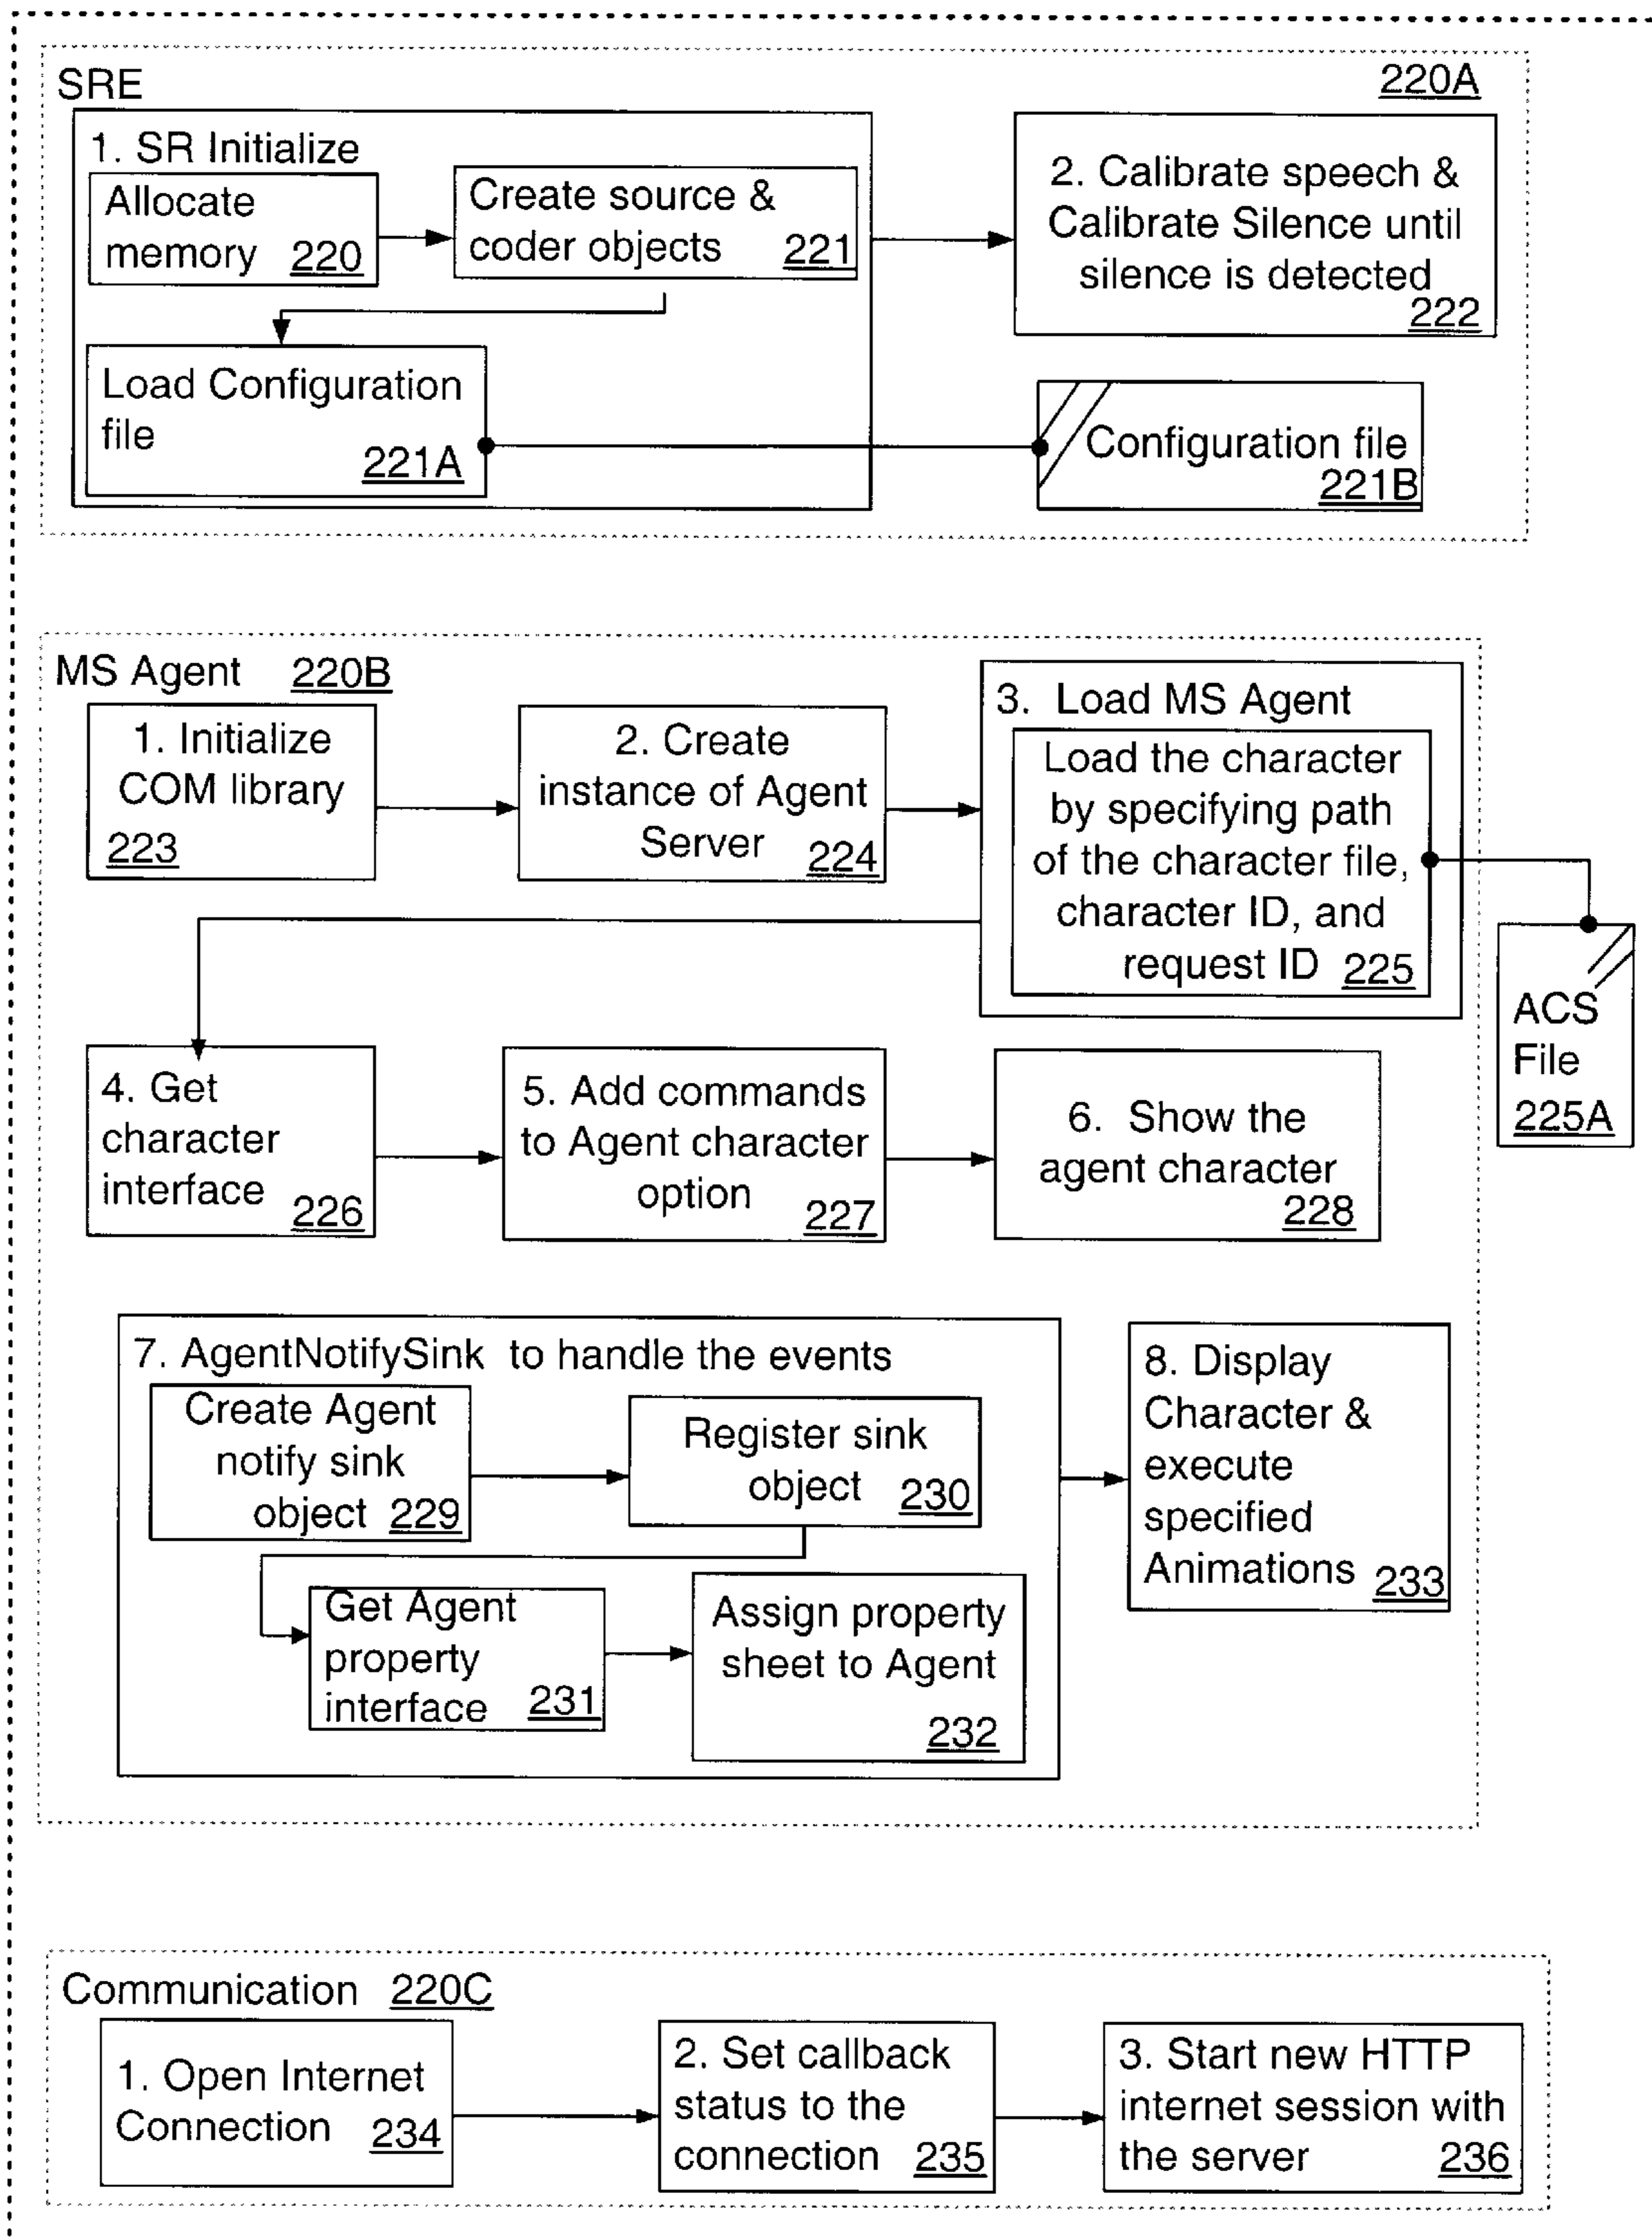 SRE
220A
1. SR Initialize
Allocate
memory 220
Create source &
coder objects 221
2. Calibrate speech &
Calibrate Silence until
silence is detected
222
Load Configuration
file
221A
Configuration file
221B
MS Agent 220B
1. Initialize
COM library
223
2. Create
instance of Agent
Server 224
3. Load MS Agent
Load the character
by specifying path
of the character file,
character ID, and
request ID 225
ACS
File
225A
4. Get
character
interface 226
5. Add commands
to Agent character
option 227
6. Show the
agent character
228
7. AgentNotifySink to handle the events
Create Agent
notify sink
object 229
Register sink
object 230
Get Agent
property
interface 231
Assign property
sheet to Agent
232
8. Display
Character &
execute
specified
Animations 233
Communication 220C
1. Open Internet
Connection 234
2. Set callback
status to the
connection 235
3. Start new HTTP
internet session with
the server 236